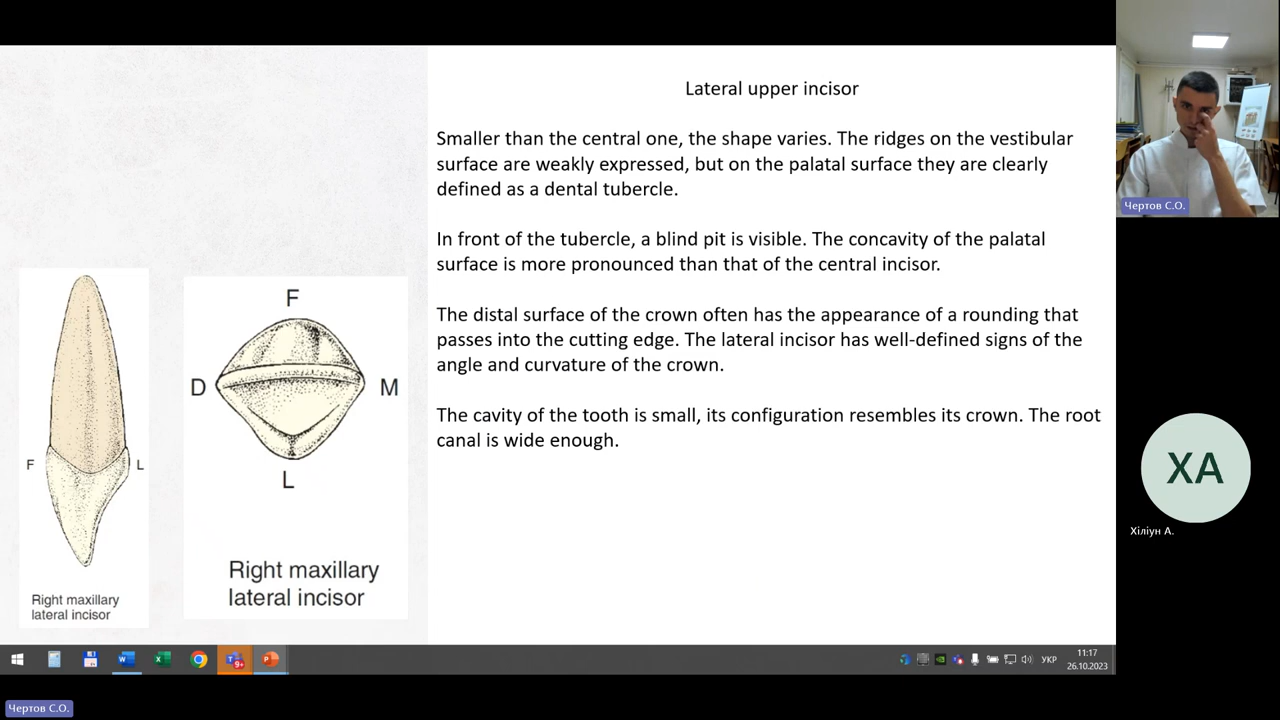 Lateral upper incisor
Smaller than the central one, the shape varies. The ridges on the vestibular
surface are weakly expressed, but on the palatal surface they are clearly
defined as a dental tubercle.
In front of the tubercle, a blind pit is visible. The concavity of the palatal
surface is more pronounced than that of the central incisor.
The distal surface of the crown often has the appearance of a rounding that
passes into the cutting edge. The lateral incisor has well-defined signs of the
angle and curvature of the crown.
The cavity of the tooth is small, its configuration resembles its crown. The root
canal is wide enough.
F
L
Right maxillary
lateral incisor
F
D
M
L
Right maxillary
lateral incisor
Чертов С.О.
ХА
Хіліун А.
9+
УКР
11:17
26.10.2023
Чертов С.О.